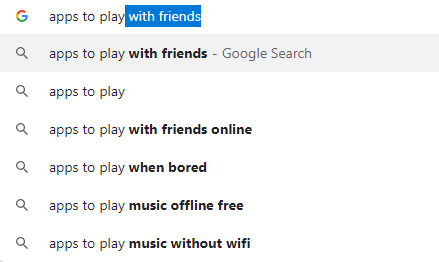 apps to play with friends
apps to play with friends - Google Search
apps to play
apps to play with friends online
apps to play when bored
apps to play music offline free
apps to play music without wifi